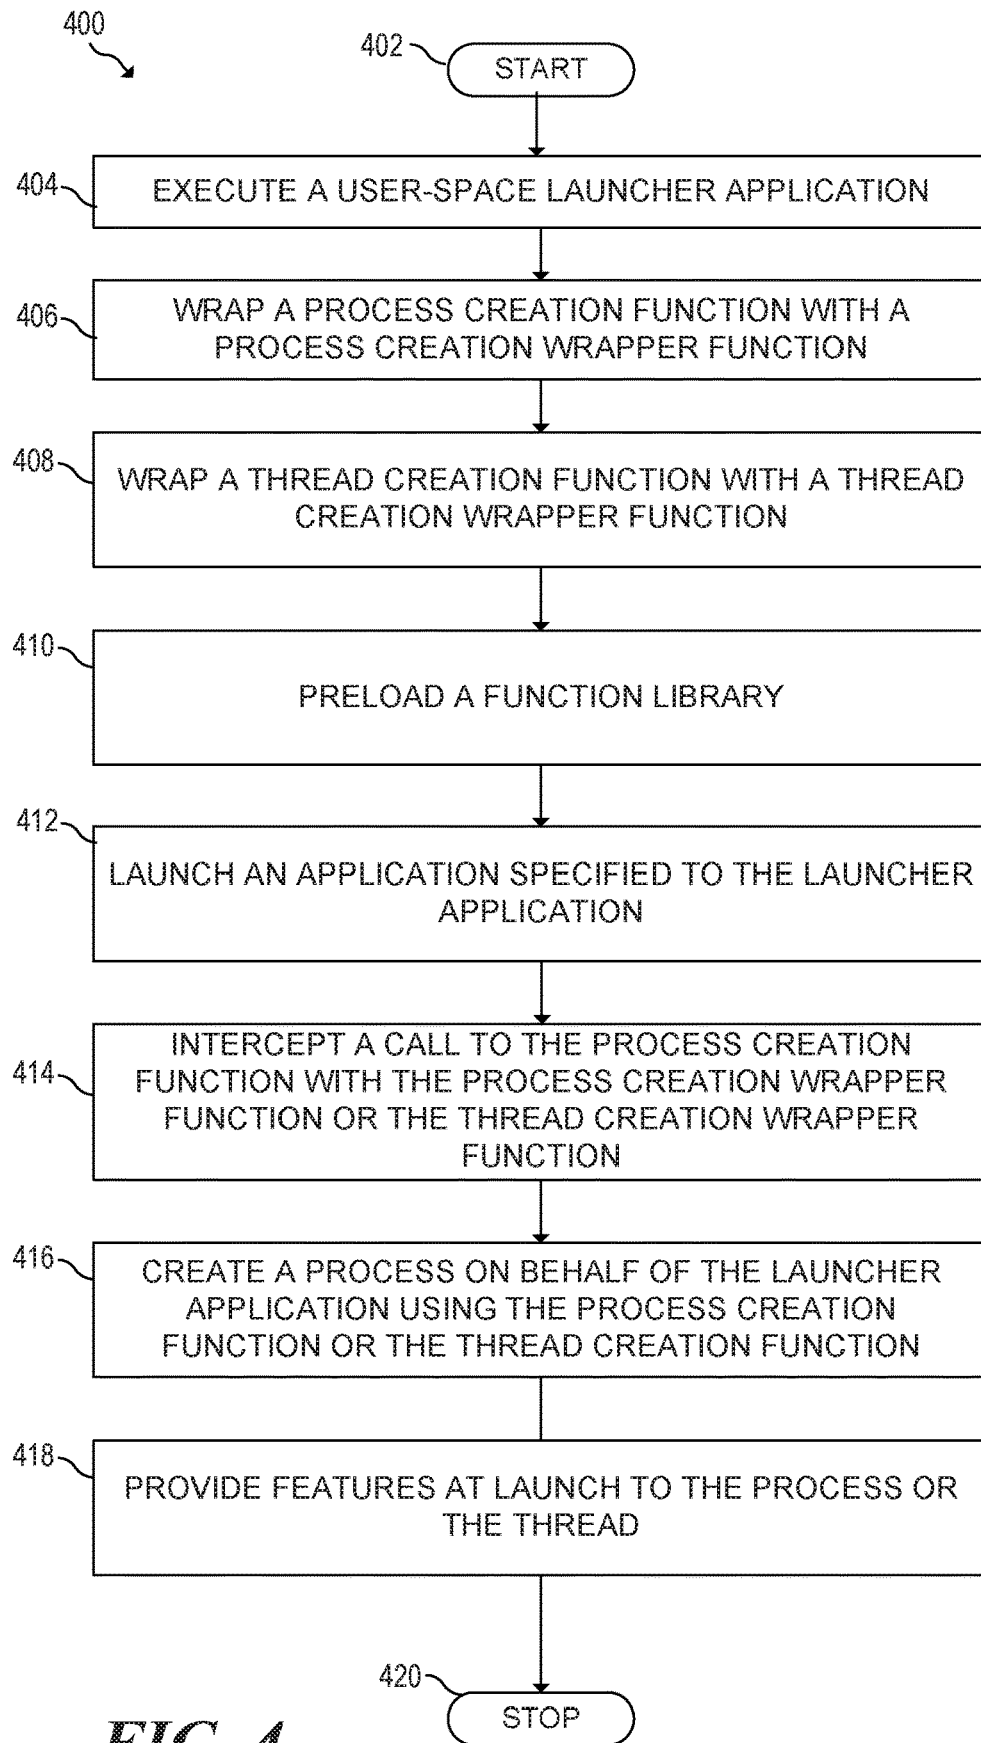 400
402
START
404
EXECUTE A USER-SPACE LAUNCHER APPLICATION
406
WRAP A PROCESS CREATION FUNCTION WITH A
PROCESS CREATION WRAPPER FUNCTION
408
WRAP A THREAD CREATION FUNCTION WITH A THREAD
CREATION WRAPPER FUNCTION
410
PRELOAD A FUNCTION LIBRARY
412
LAUNCH AN APPLICATION SPECIFIED TO THE LAUNCHER
APPLICATION
414
INTERCEPT A CALL TO THE PROCESS CREATION
FUNCTION WITH THE PROCESS CREATION WRAPPER
FUNCTION OR THE THREAD CREATION WRAPPER
FUNCTION
416
CREATE A PROCESS ON BEHALF OF THE LAUNCHER
APPLICATION USING THE PROCESS CREATION
FUNCTION OR THE THREAD CREATION FUNCTION
418
PROVIDE FEATURES AT LAUNCH TO THE PROCESS OR
THE THREAD
420
STOP
FIG. 4